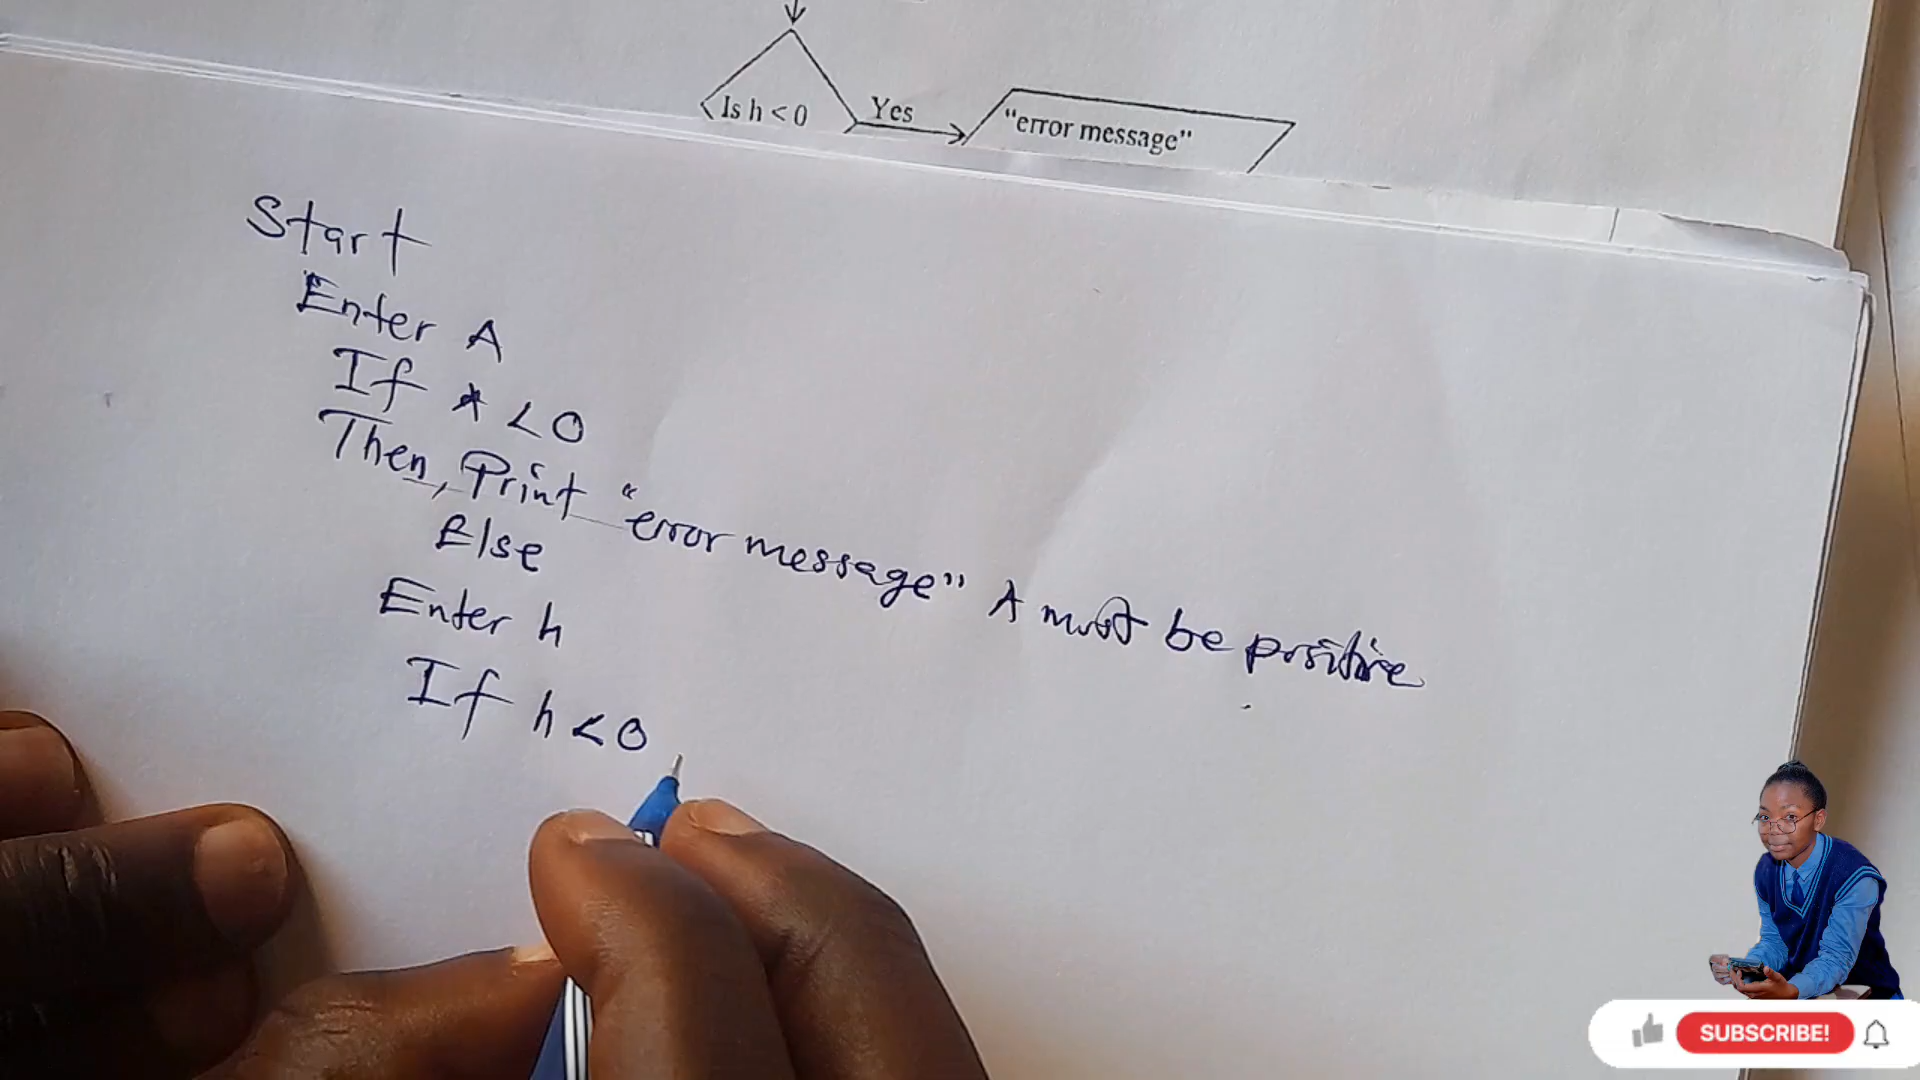 Is h < 0
Yes
"error message"
Start
Enter A
If A < 0
Then, Print "error message" A must be positive
Else
Enter h
If h < 0
SUBSCRIBE!